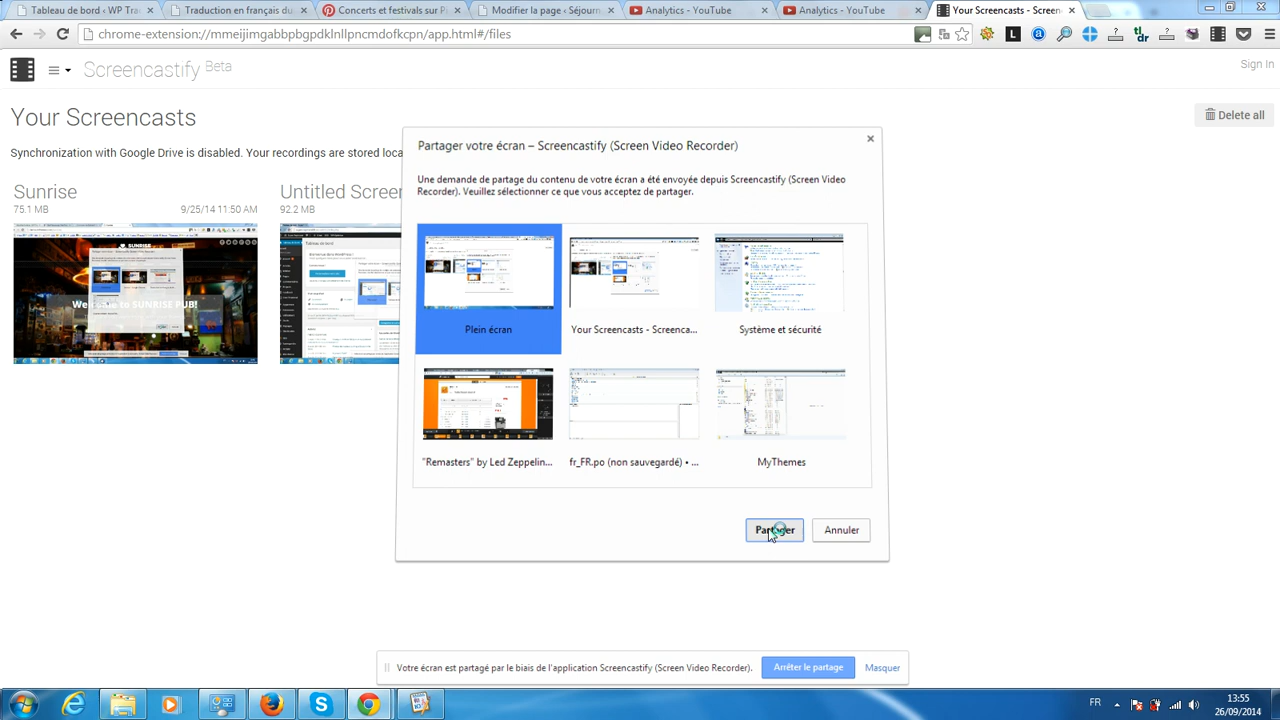 Tableau de bord ‹ WP Tra
Traduction en français du
Concerts et festivals sur P
Modifier la page ‹ Séjour
Analytics - YouTube
Analytics - YouTube
Your Screencasts - Screen
chrome-extension://mmeijimgabbpbgpdklnllpncmdofkcpn/app.html#/files
Screencastify Beta
Sign In
Your Screencasts
Delete all
Synchronization with Google Drive is disabled. Your recordings are stored loca
Sunrise
75.1 MB
9/25/14 11:50 AM
Untitled Screen
92.2 MB
Partager votre écran – Screencastify (Screen Video Recorder)
Une demande de partage du contenu de votre écran a été envoyée depuis Screencastify (Screen Video
Recorder). Veuillez sélectionner ce que vous acceptez de partager.
Plein écran
Your Screencasts - Screenca...
Système et sécurité
"Remasters" by Led Zeppelin...
fr_FR.po (non sauvegardé) • ...
MyThemes
Partager
Annuler
Votre écran est partagé par le biais de l'application Screencastify (Screen Video Recorder).
Arrêter le partage
Masquer
FR
13:55
26/09/2014